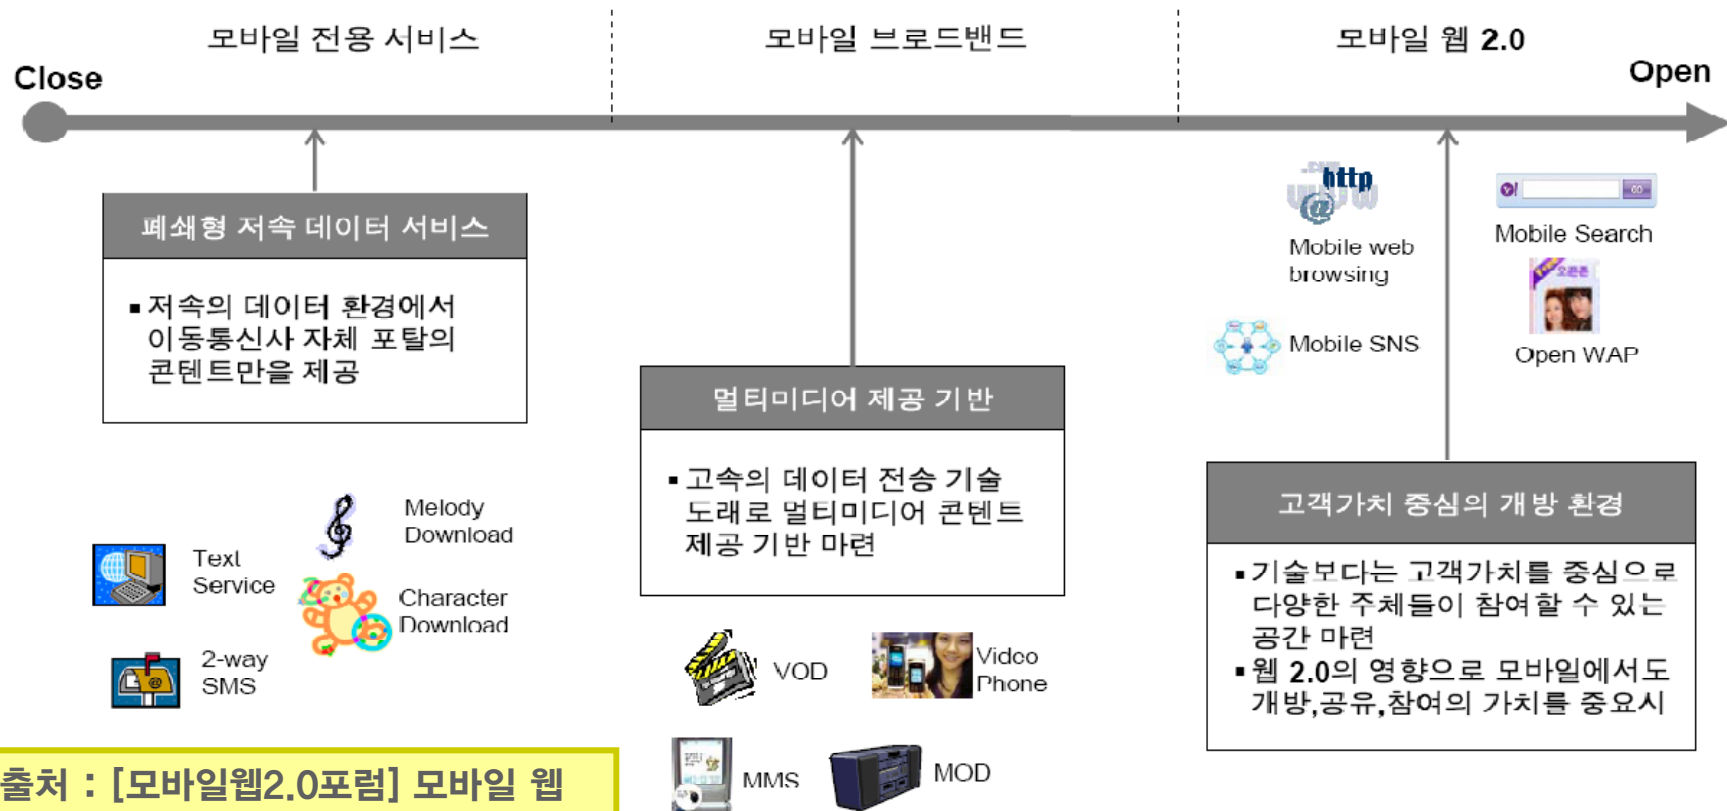 모바일 전용 서비스
모바일 브로드밴드
모바일 웹 2.0
Close
Open
폐쇄형 저속 데이터 서비스
▪ 저속의 데이터 환경에서
이동통신사 자체 포탈의
콘텐트만을 제공
Text
Service
Melody
Download
Character
Download
2-way
SMS
멀티미디어 제공 기반
▪ 고속의 데이터 전송 기술
도래로 멀티미디어 콘텐트
제공 기반 마련
VOD
Video
Phone
MMS
MOD
http
@
Mobile web
browsing
Y!
GO
Mobile Search
Mobile SNS
오픈존
Open WAP
고객가치 중심의 개방 환경
▪ 기술보다는 고객가치를 중심으로
다양한 주체들이 참여할 수 있는
공간 마련
▪ 웹 2.0의 영향으로 모바일에서도
개방,공유,참여의 가치를 중요시
출처 : [모바일웹2.0포럼] 모바일 웹